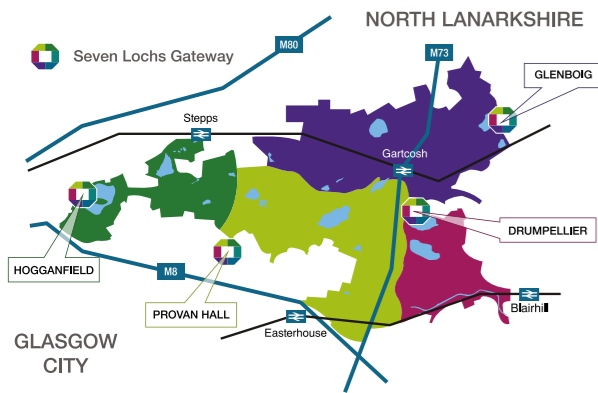 NORTH LANARKSHIRE
Seven Lochs Gateway
M80
M73
GLENBOIG
Stepps
Gartcosh
DRUMPELLIER
HOGGANFIELD
M8
PROVAN HALL
Blairhill
Easterhouse
GLASGOW
CITY